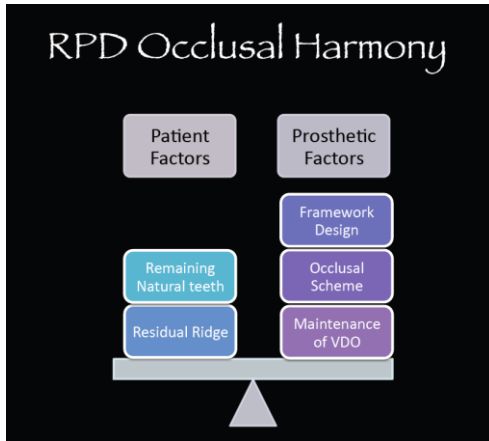 RPD Occlusal Harmony
Patient
Factors
Prosthetic
Factors
Framework
Design
Remaining
Natural teeth
Occlusal
Scheme
Residual Ridge
Maintenance
of VDO